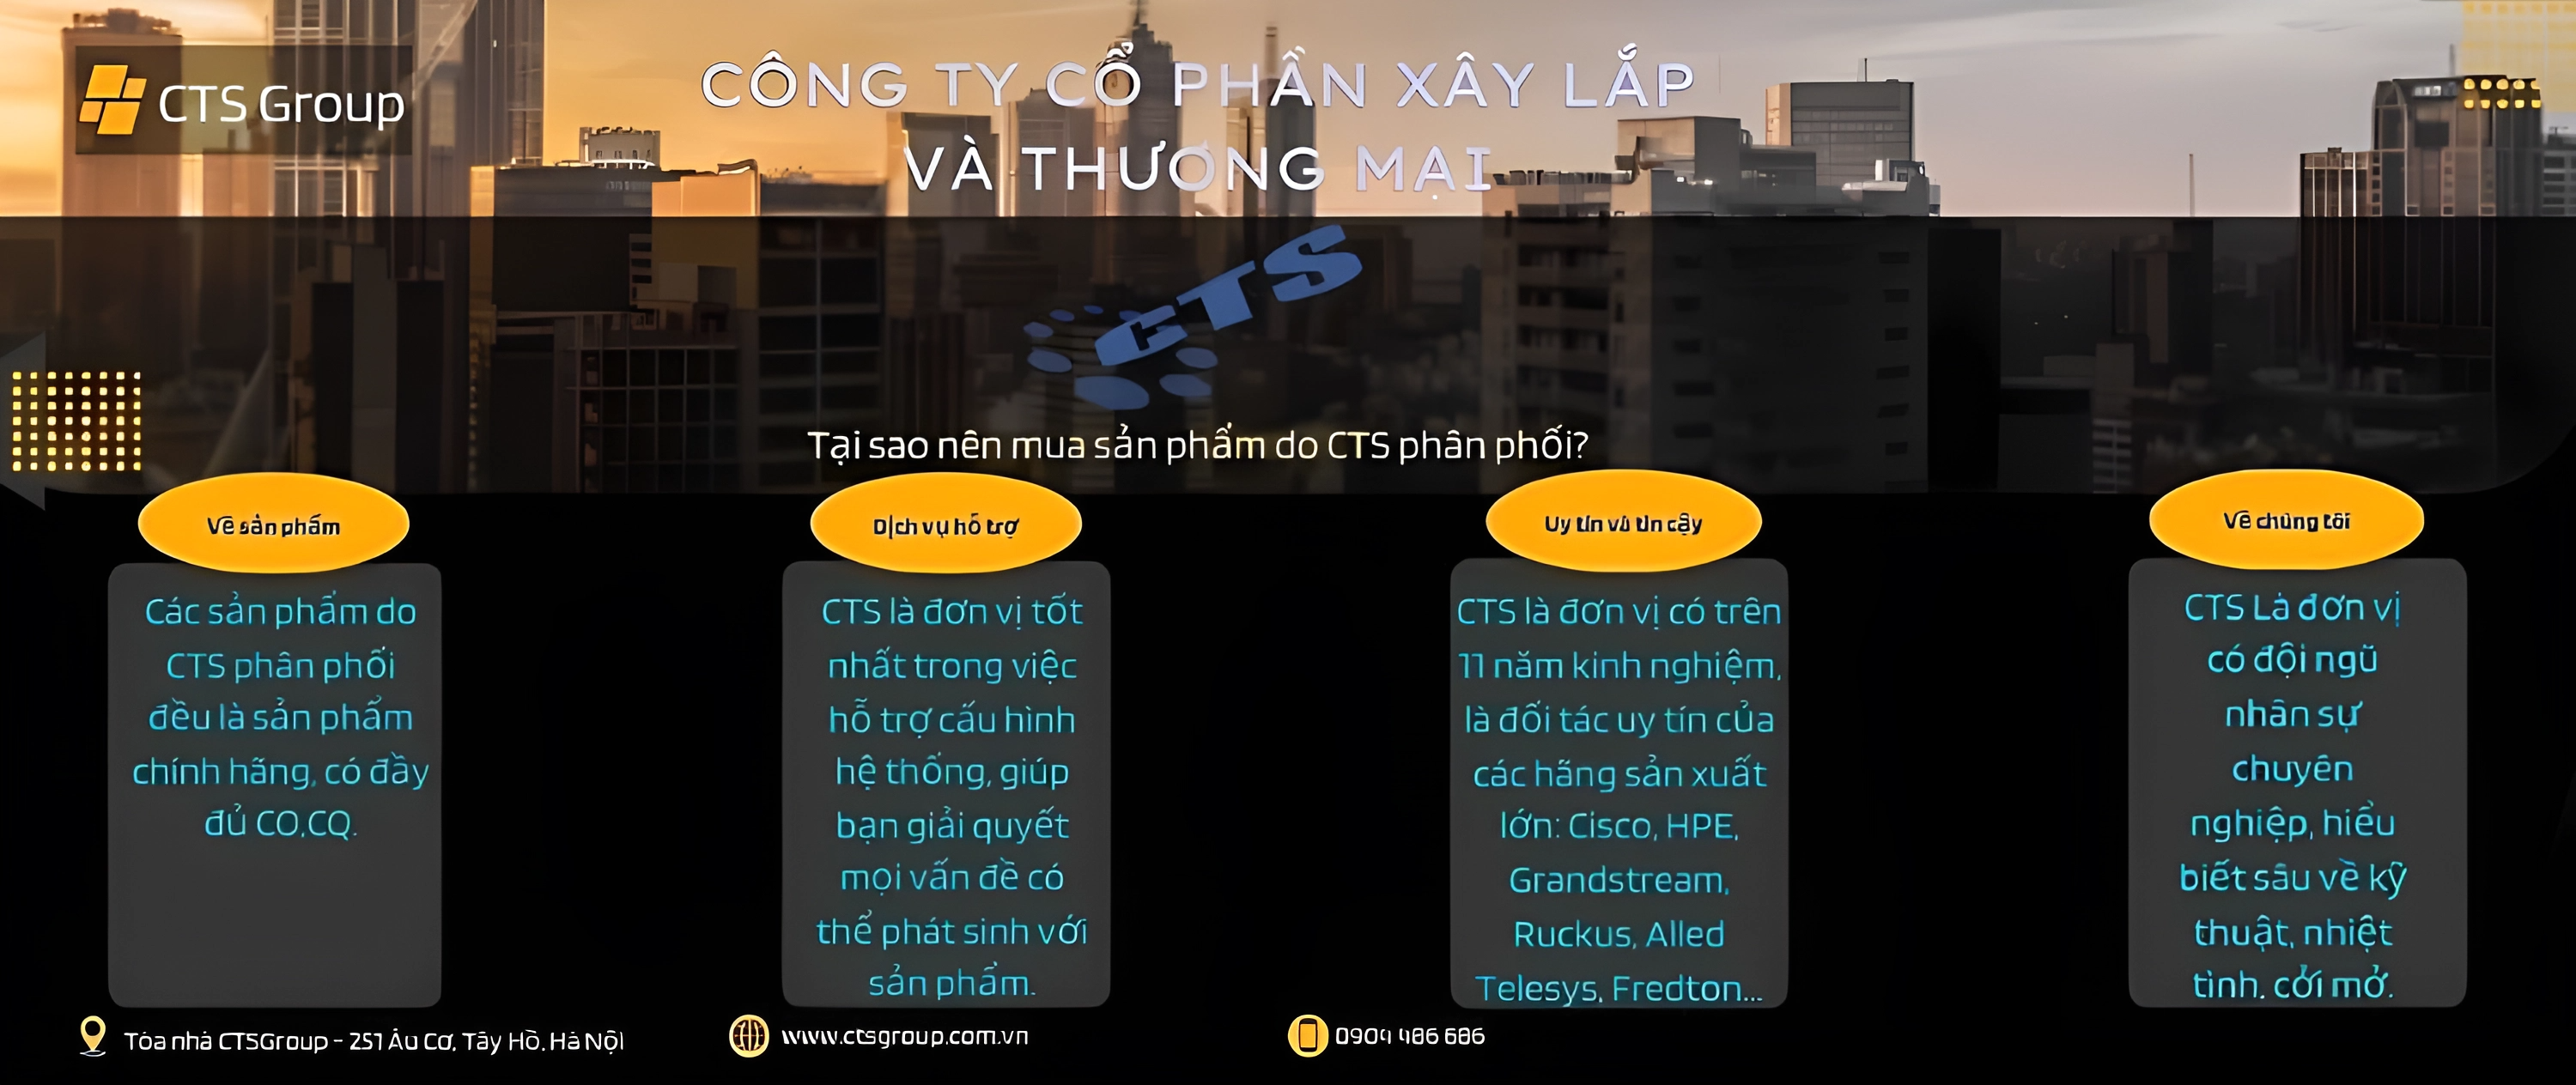 CTS Group
CÔNG TY CỔ PHẦN XÂY LẮP
VÀ THƯƠNG MẠI
CTS
Tại sao nên mua sản phẩm do CTS phân phối?
Về sản phẩm
Các sản phẩm do
CTS phân phối
đều là sản phẩm
chính hãng, có đầy
đủ CO,CQ.
Dịch vụ hỗ trợ
CTS là đơn vị tốt
nhất trong việc
hỗ trợ cấu hình
hệ thống, giúp
bạn giải quyết
mọi vấn đề có
thể phát sinh với
sản phẩm.
Uy tín và tin cậy
CTS là đơn vị có trên
11 năm kinh nghiệm,
là đối tác uy tín của
các hãng sản xuất
lớn: Cisco, HPE,
Grandstream,
Ruckus, Alled
Telesys, Fredton...
Về chúng tôi
CTS Là đơn vị
có đội ngũ
nhân sự
chuyên
nghiệp, hiểu
biết sâu về kỹ
thuật, nhiệt
tình, cởi mở.
Tòa nhà CTSGroup - 251 Âu Cơ, Tây Hồ, Hà Nội
www.ctsgroup.com.vn
0904 486 686